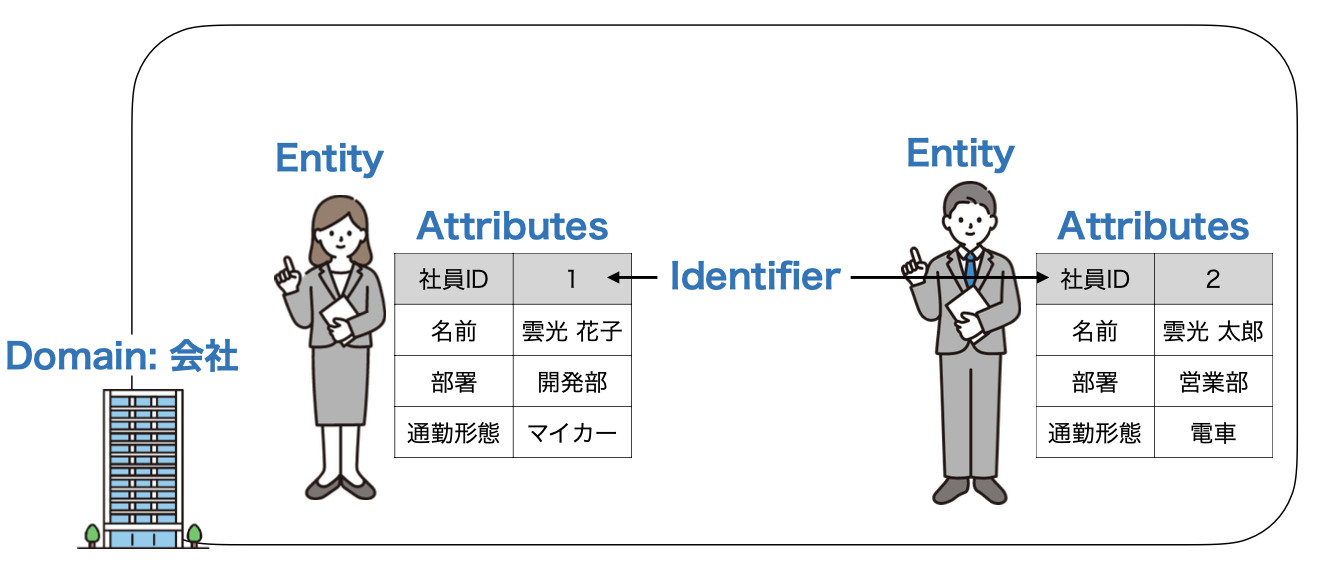 Entity
Attributes
社員ID 1
名前 雲光 花子
部署 開発部
通勤形態 マイカー
Identifier
Entity
Attributes
社員ID 2
名前 雲光 太郎
部署 営業部
通勤形態 電車
Domain: 会社